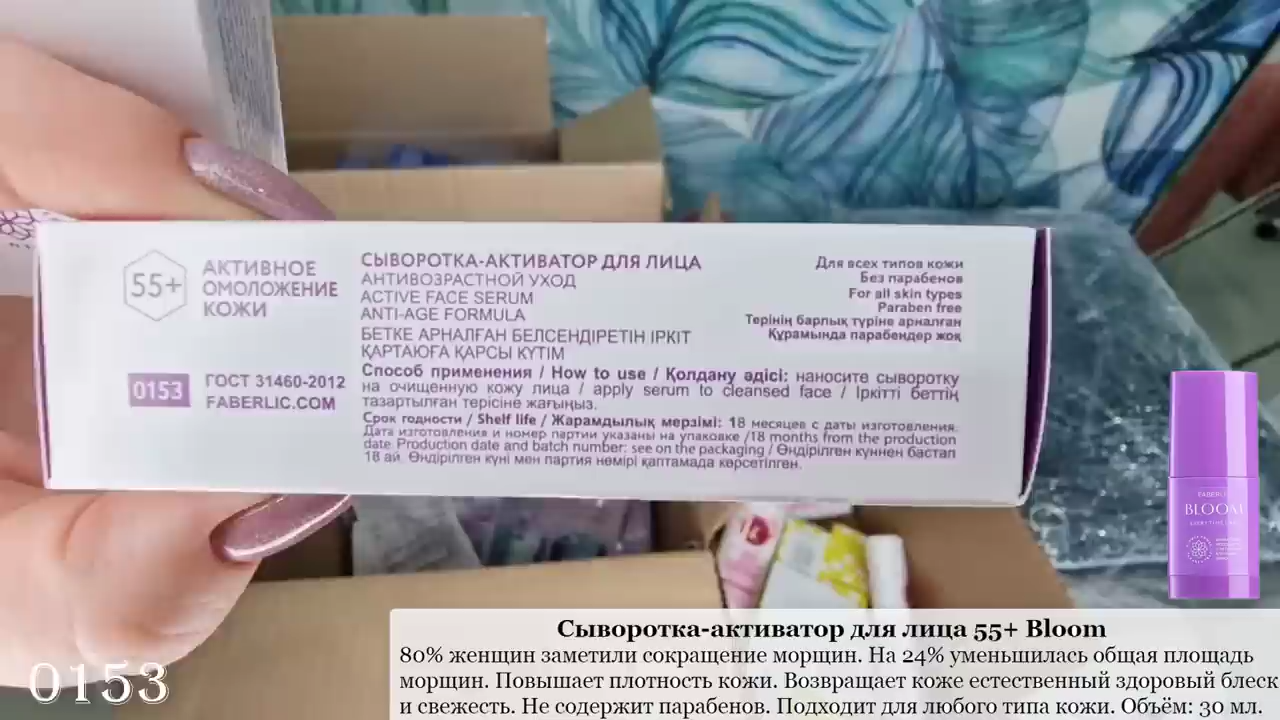 55+
АКТИВНОЕ
ОМОЛОЖЕНИЕ
КОЖИ
0153
ГОСТ 31460-2012
FABERLIC.COM
СЫВОРОТКА-АКТИВАТОР ДЛЯ ЛИЦА
АНТИВОЗРАСТНОЙ УХОД
ACTIVE FACE SERUM
ANTI-AGE FORMULA
БЕТКЕ АРНАЛҒАН БЕЛСЕНДІРЕТІН ІРКІТ
ҚАРТАЮҒА ҚАРСЫ КҮТІМ
Для всех типов кожи
Без парабенов
For all skin types
Paraben free
Терінің барлық түріне арналған
Құрамында парабендер жоқ
Способ применения / How to use / Қолдану әдісі: наносите сыворотку
на очищенную кожу лица / apply serum to cleansed face / Іркітті беттің
тазартылған терісіне жағыңыз.
Срок годности / Shelf life / Жарамдылық мерзімі: 18 месяцев с даты изготовления.
Дата изготовления и номер партии указаны на упаковке /18 months from the production
date. Production date and batch number: see on the packaging / Өндірілген күннен бастап
18 ай. Өндірілген күні мен партия нөмірі қаптамада көрсетілген.
BLOOM
0153
Сыворотка-активатор для лица 55+ Bloom
80% женщин заметили сокращение морщин. На 24% уменьшилась общая площадь
морщин. Повышает плотность кожи. Возвращает коже естественный здоровый блеск
и свежесть. Не содержит парабенов. Подходит для любого типа кожи. Объём: 30 мл.